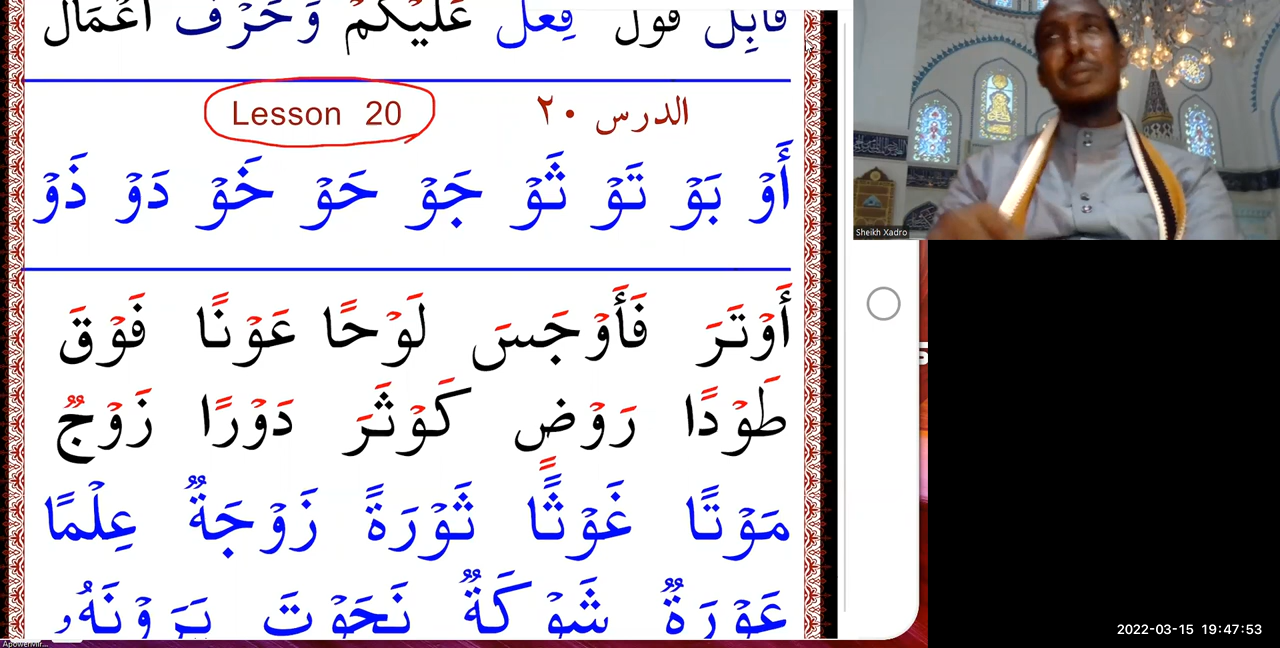 قَابِل قَوْل فِعْل عَلَيْكُمْ وَحَرْف أَعْمَال
Lesson 20 الدرس ٢٠
أَوْ بَوْ تَوْ ثَوْ جَوْ حَوْ خَوْ دَوْ ذَوْ
أَوْتَرَ فَأَوْجَسَ لَوْحًا عَوْنًا فَوْقَ
طَوْدًا رَوْضٍ كَوْثَرَ دَوْرًا زَوْجٌ
مَوْتًا غَوْثًا ثَوْرَةً زَوْجَةٌ عِلْمًا
عَوْرَةٌ شَوْكَةٌ نَحَوْتَ يَرَوْنَهُۥ
Sheikh Xadro
2022-03-15 19:47:53